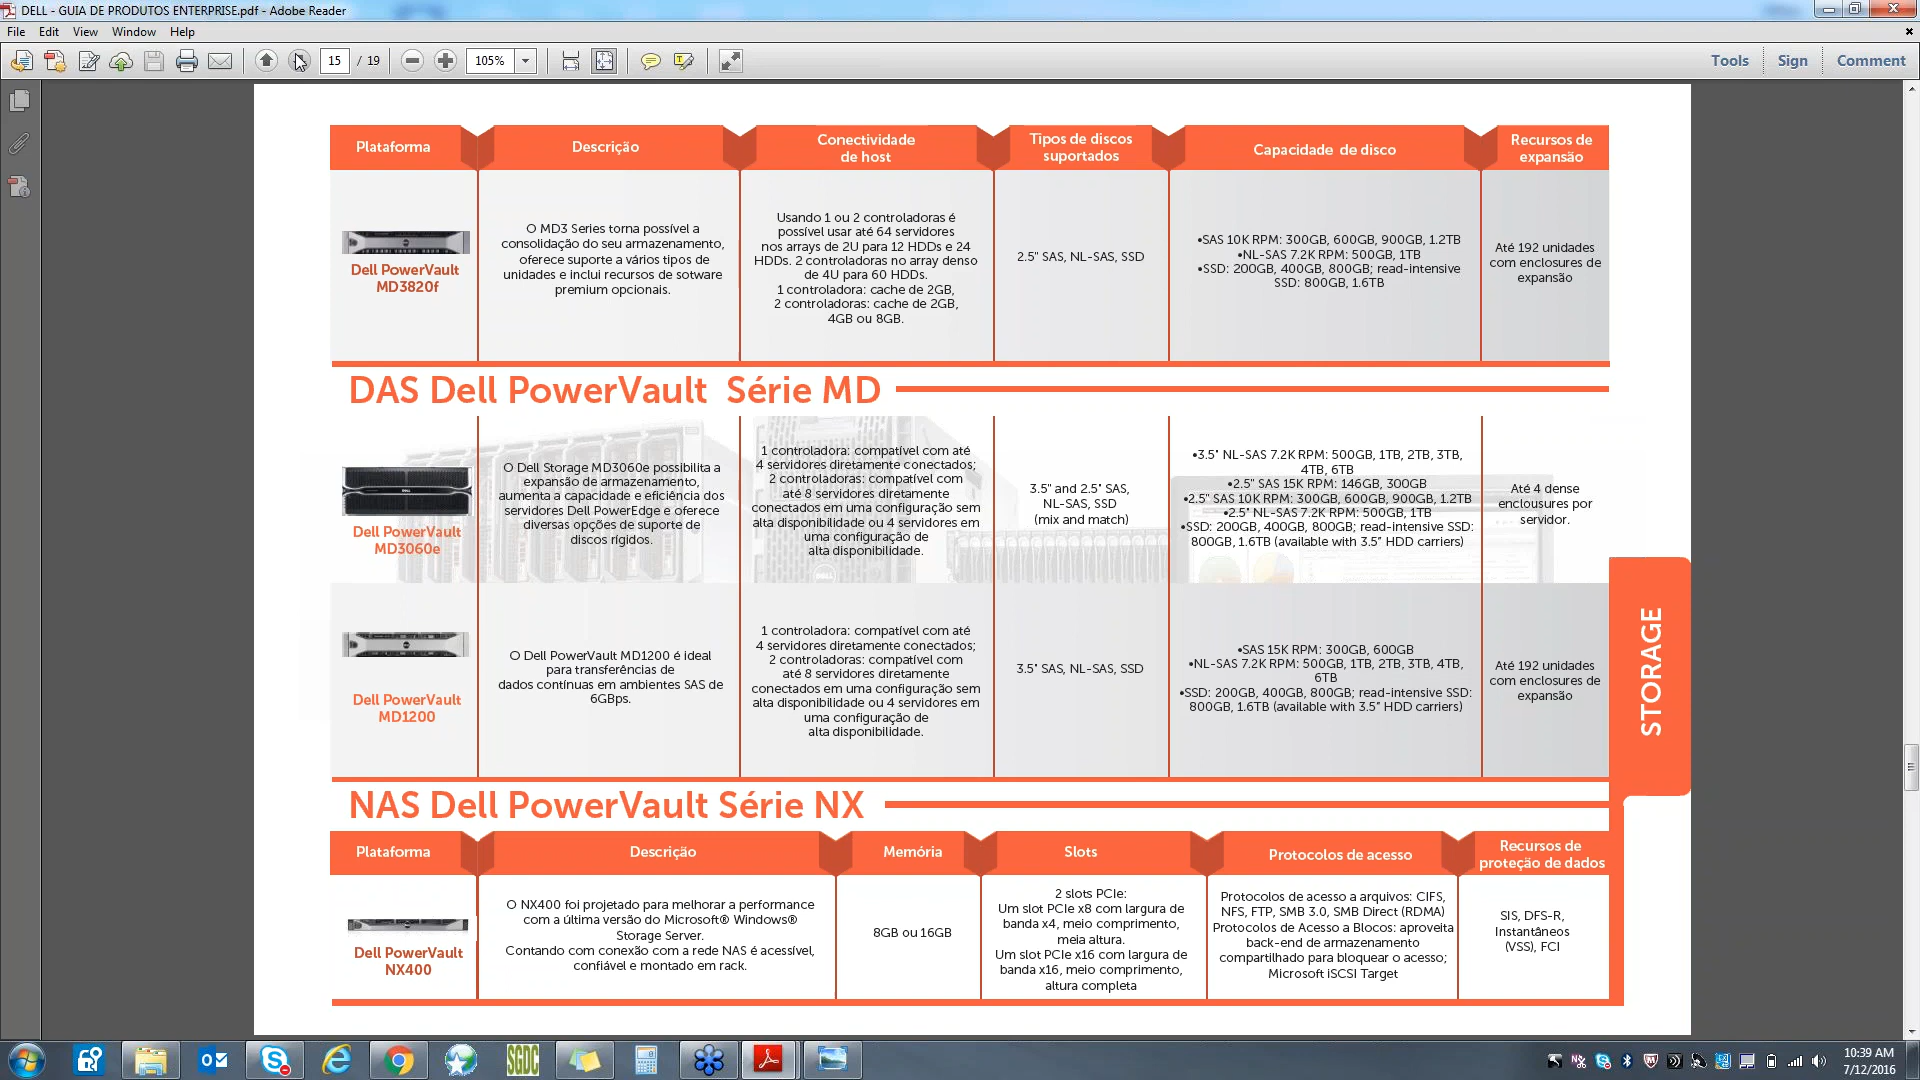 DELL - GUIA DE PRODUTOS ENTERPRISE.pdf - Adobe Reader
File Edit View Window Help
15 / 19 105% Tools Sign Comment
Plataforma
Descrição
Conectividade
de host
Tipos de discos
suportados
Capacidade de disco
Recursos de
expansão
Dell PowerVault
MD3820f
O MD3 Series torna possível a
consolidação do seu armazenamento,
oferece suporte a vários tipos de
unidades e inclui recursos de sotware
premium opcionais.
Usando 1 ou 2 controladoras é
possível usar até 64 servidores
nos arrays de 2U para 12 HDDs e 24
HDDs. 2 controladoras no array denso
de 4U para 60 HDDs.
1 controladora: cache de 2GB,
2 controladoras: cache de 2GB,
4GB ou 8GB.
2.5" SAS, NL-SAS, SSD
•SAS 10K RPM: 300GB, 600GB, 900GB, 1.2TB
•NL-SAS 7.2K RPM: 500GB, 1TB
•SSD: 200GB, 400GB, 800GB; read-intensive
SSD: 800GB, 1.6TB
Até 192 unidades
com enclosures de
expansão
DAS Dell PowerVault Série MD
Dell PowerVault
MD3060e
O Dell Storage MD3060e possibilita a
expansão de armazenamento,
aumenta a capacidade e eficiência dos
servidores Dell PowerEdge e oferece
diversas opções de suporte de
discos rígidos.
1 controladora: compatível com até
4 servidores diretamente conectados;
2 controladoras: compatível com
até 8 servidores diretamente
conectados em uma configuração sem
alta disponibilidade ou 4 servidores em
uma configuração de
alta disponibilidade.
3.5" and 2.5" SAS,
NL-SAS, SSD
(mix and match)
•3.5" NL-SAS 7.2K RPM: 500GB, 1TB, 2TB, 3TB,
4TB, 6TB
•2.5" SAS 15K RPM: 146GB, 300GB
•2.5" SAS 10K RPM: 300GB, 600GB, 900GB, 1.2TB
•2.5" NL-SAS 7.2K RPM: 500GB, 1TB
•SSD: 200GB, 400GB, 800GB; read-intensive SSD:
800GB, 1.6TB (available with 3.5” HDD carriers)
Até 4 dense
enclousures por
servidor.
Dell PowerVault
MD1200
O Dell PowerVault MD1200 é ideal
para transferências de
dados contínuas em ambientes SAS de
6GBps.
1 controladora: compatível com até
4 servidores diretamente conectados;
2 controladoras: compatível com
até 8 servidores diretamente
conectados em uma configuração sem
alta disponibilidade ou 4 servidores em
uma configuração de
alta disponibilidade.
3.5" SAS, NL-SAS, SSD
•SAS 15K RPM: 300GB, 600GB
•NL-SAS 7.2K RPM: 500GB, 1TB, 2TB, 3TB, 4TB,
6TB
•SSD: 200GB, 400GB, 800GB; read-intensive SSD:
800GB, 1.6TB (available with 3.5” HDD carriers)
Até 192 unidades
com enclosures de
expansão
STORAGE
NAS Dell PowerVault Série NX
Plataforma
Descrição
Memória
Slots
Protocolos de acesso
Recursos de
proteção de dados
Dell PowerVault
NX400
O NX400 foi projetado para melhorar a performance
com a última versão do Microsoft® Windows®
Storage Server.
Contando com conexão com a rede NAS é acessível,
confiável e montado em rack.
8GB ou 16GB
2 slots PCIe:
Um slot PCIe x8 com largura de
banda x4, meio comprimento,
meia altura.
Um slot PCIe x16 com largura de
banda x16, meio comprimento,
altura completa
Protocolos de acesso a arquivos: CIFS,
NFS, FTP, SMB 3.0, SMB Direct (RDMA)
Protocolos de Acesso a Blocos: aproveita
back-end de armazenamento
compartilhado para bloquear o acesso;
Microsoft iSCSI Target
SIS, DFS-R,
Instantâneos
(VSS), FCI
SGDC
10:39 AM
7/12/2016